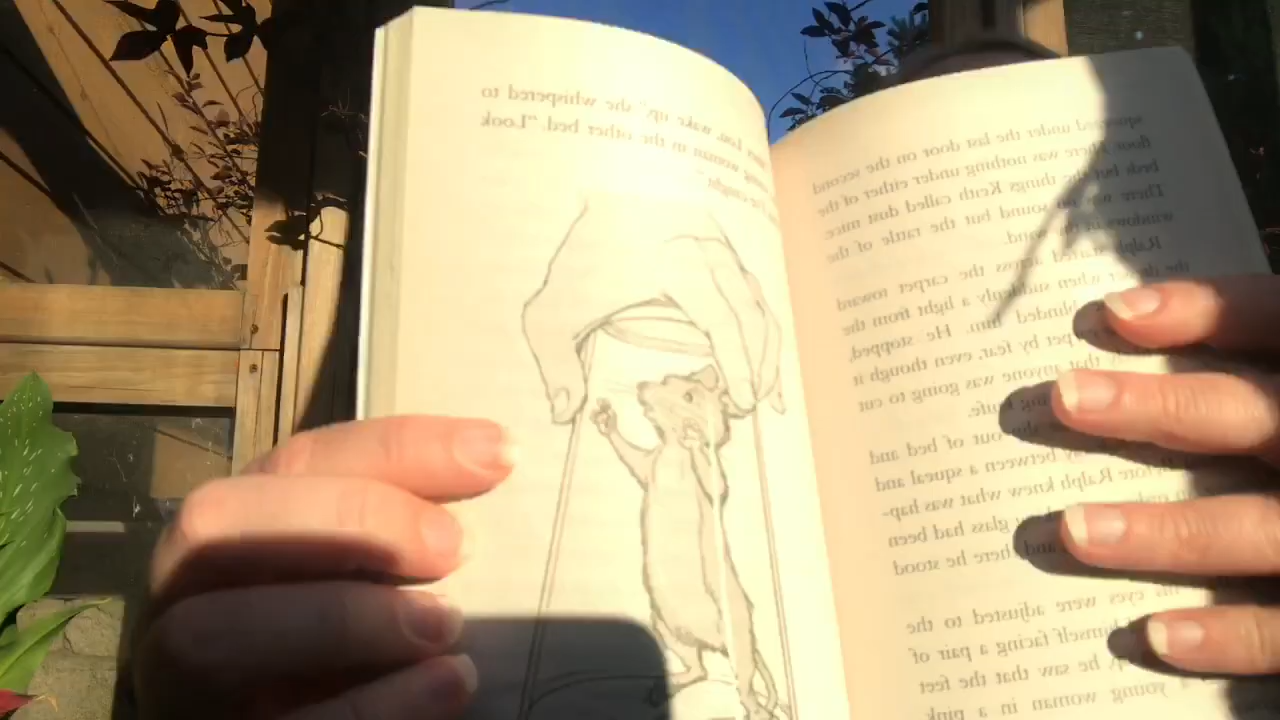 squeezed under the last door on the second
floor. There was nothing under either of the
beds but the things Keith called dust mice.
There was no sound but the rattle of the
windows in the wind.
Ralph started across the carpet toward
the door when suddenly a light from the
blinded him. He stopped,
carpet by fear, even though it
that anyone was going to cut
knife.
out of bed and
between a squeal and
Before Ralph knew what was hap-
glass had been
and there he stood
eyes were adjusted to the
himself facing a pair of
he saw that the feet
a young woman in a pink
Lou, wake up," she whispered to
woman in the other bed. "Look
caught."